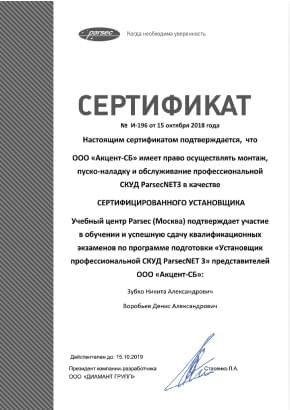 parsec
Когда необходима уверенность
СЕРТИФИКАТ
№ И-196 от 15 октября 2018 года
Настоящим сертификатом подтверждается, что
ООО «Акцент-СБ» имеет право осуществлять монтаж,
пуско-наладку и обслуживание профессиональной
СКУД ParsecNET3 в качестве
СЕРТИФИЦИРОВАННОГО УСТАНОВЩИКА
Учебный центр Parsec (Москва) подтверждает участие
в обучении и успешную сдачу квалификационных
экзаменов по программе подготовки «Установщик
профессиональной СКУД ParsecNET 3» представителей
ООО «Акцент-СБ»:
Зубко Никита Александрович
Воробьев Денис Александрович
Действителен до: 15.10.2019
Президент компании-разработчика
ООО «ДИАМАНТ ГРУПП»
Стасенко Л.А.